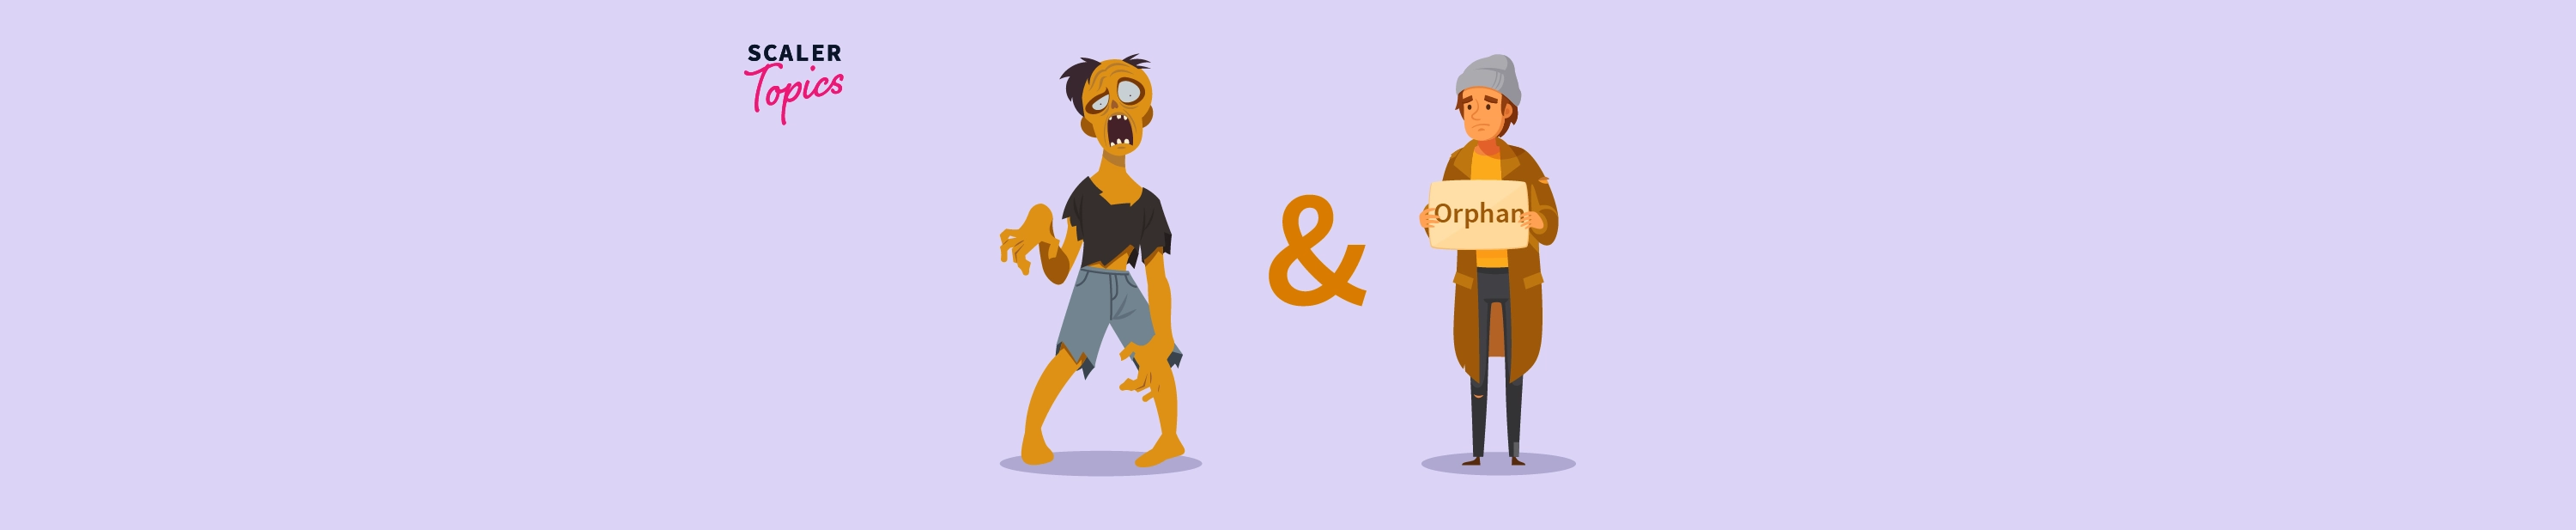 SCALER
Topics
&
Orphan